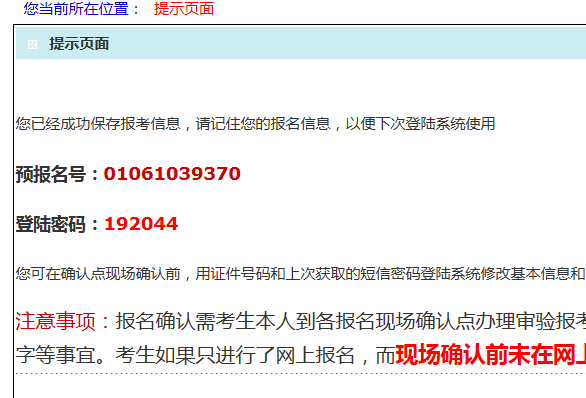 您当前所在位置： 提示页面
提示页面
您已经成功保存报考信息，请记住您的报名信息，以便下次登陆系统使用
预报名号：01061039370
登陆密码：192044
您可在确认点现场确认前，用证件号码和上次获取的短信密码登陆系统修改基本信息和
注意事项：报名确认需考生本人到各报名现场确认点办理审验报考
字等事宜。考生如果只进行了网上报名，而现场确认前未在网上